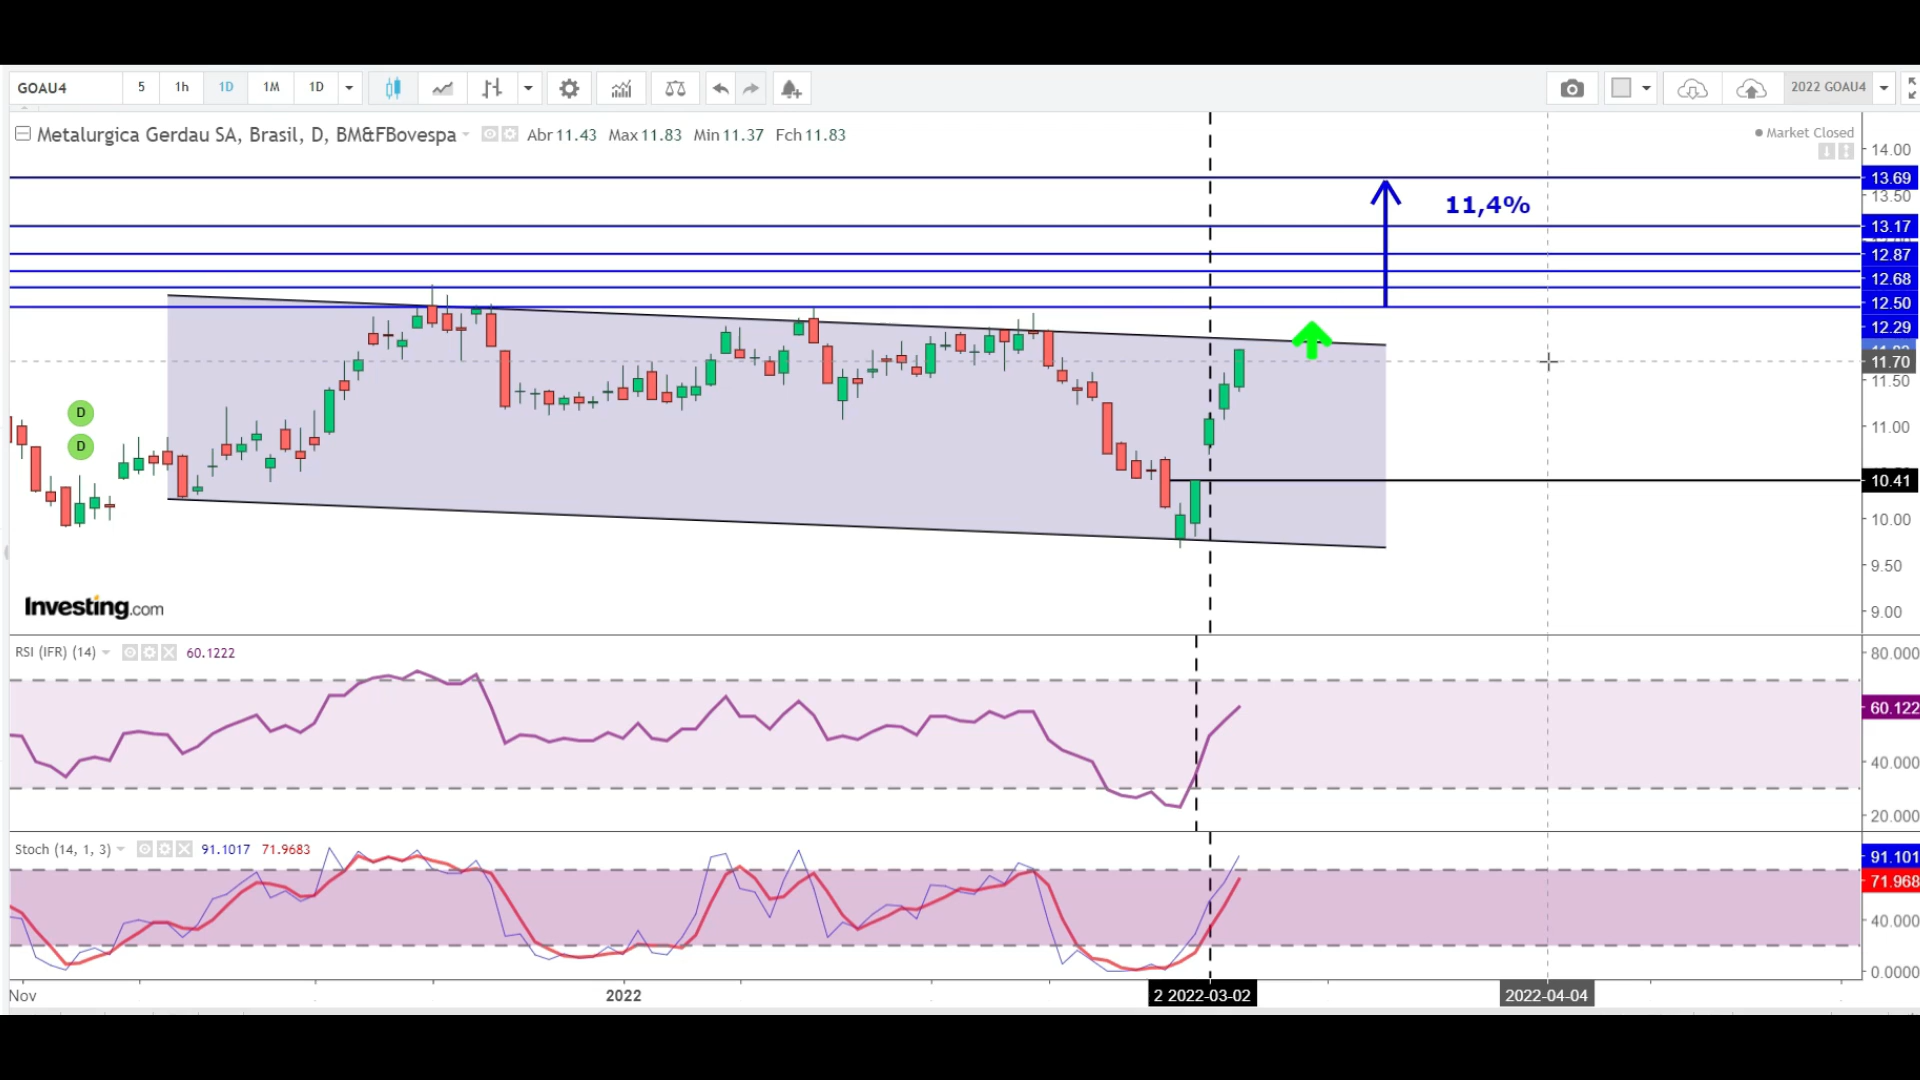 GOAU4 5 1h 1D 1M 1D 2022 GOAU4
Metalurgica Gerdau SA, Brasil, D, BM&FBovespa Abr 11.43 Max 11.83 Min 11.37 Fch 11.83
Market Closed
14.00
13.69
13.50
11,4%
13.17
12.87
12.68
12.50
12.29
11.70
11.50
D
11.00
D
10.41
10.00
9.50
Investing.com
9.00
RSI (IFR) (14) 60.1222
80.000
60.122
40.000
20.000
Stoch (14, 1, 3) 91.1017 71.9683
91.101
71.968
40.000
0.0000
Nov 2022 2 2022-03-02 2022-04-04